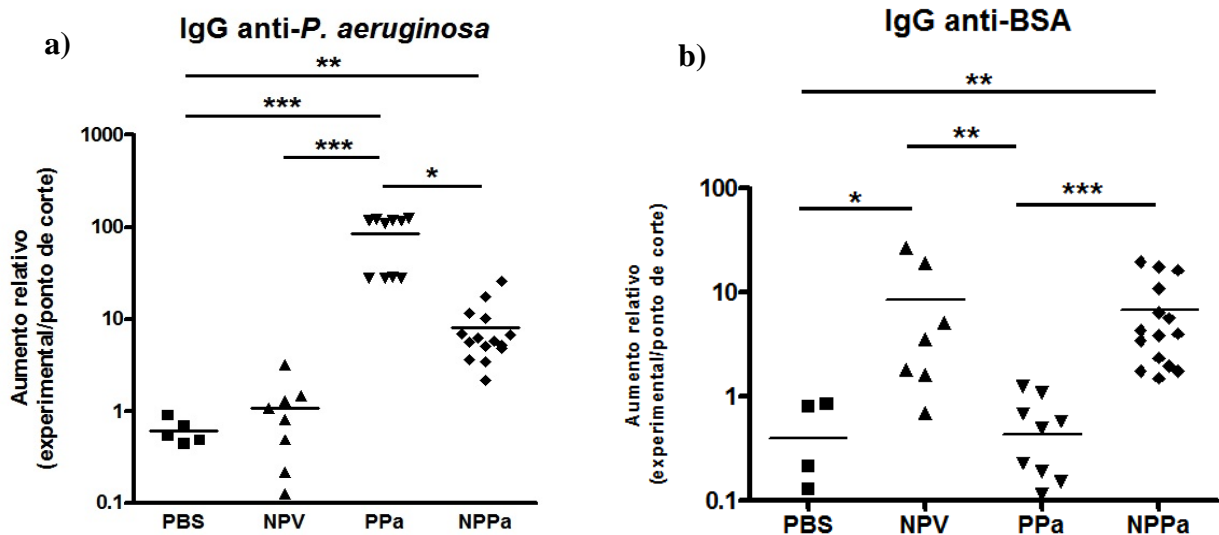 a)
IgG anti-P. aeruginosa
**
***
***
*
1000
100
10
1
0.1
Aumento relativo
(experimental/ponto de corte)
PBS NPV PPa NPPa
b)
IgG anti-BSA
**
**
*
***
100
10
1
0.1
Aumento relativo
(experimental/ponto de corte)
PBS NPV PPa NPPa